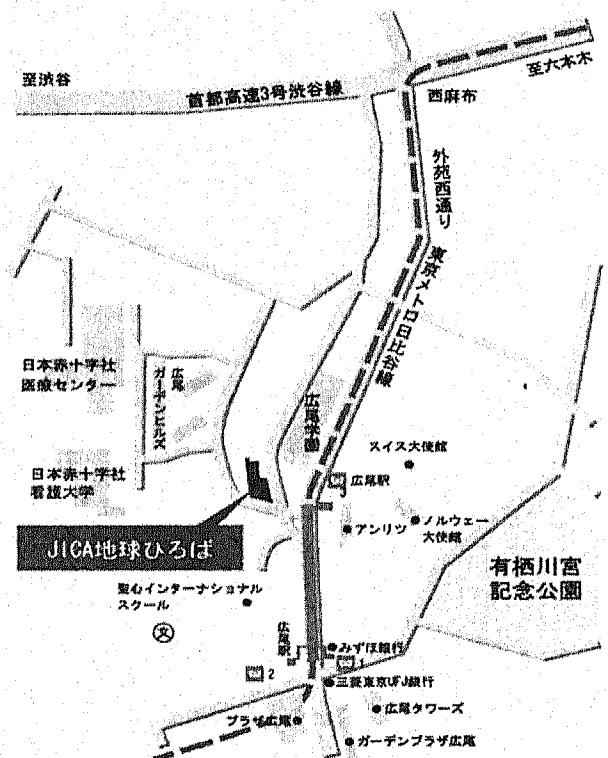 至渋谷
首都高速3号渋谷線
西麻布
至六本木
外苑西通り
東京メトロ日比谷線
日本赤十字社
医療センター
広尾
ガーデンヒルズ
広尾学園
日本赤十字社
看護大学
スイス大使館
広尾駅
3
アンリツ
ノルウェー
大使館
JICA地球ひろば
有栖川宮
記念公園
聖心インターナショナル
スクール
文
広尾駅
みずほ銀行
1
2
三菱東京UFJ銀行
広尾タワーズ
プラザ広尾
ガーデンプラザ広尾